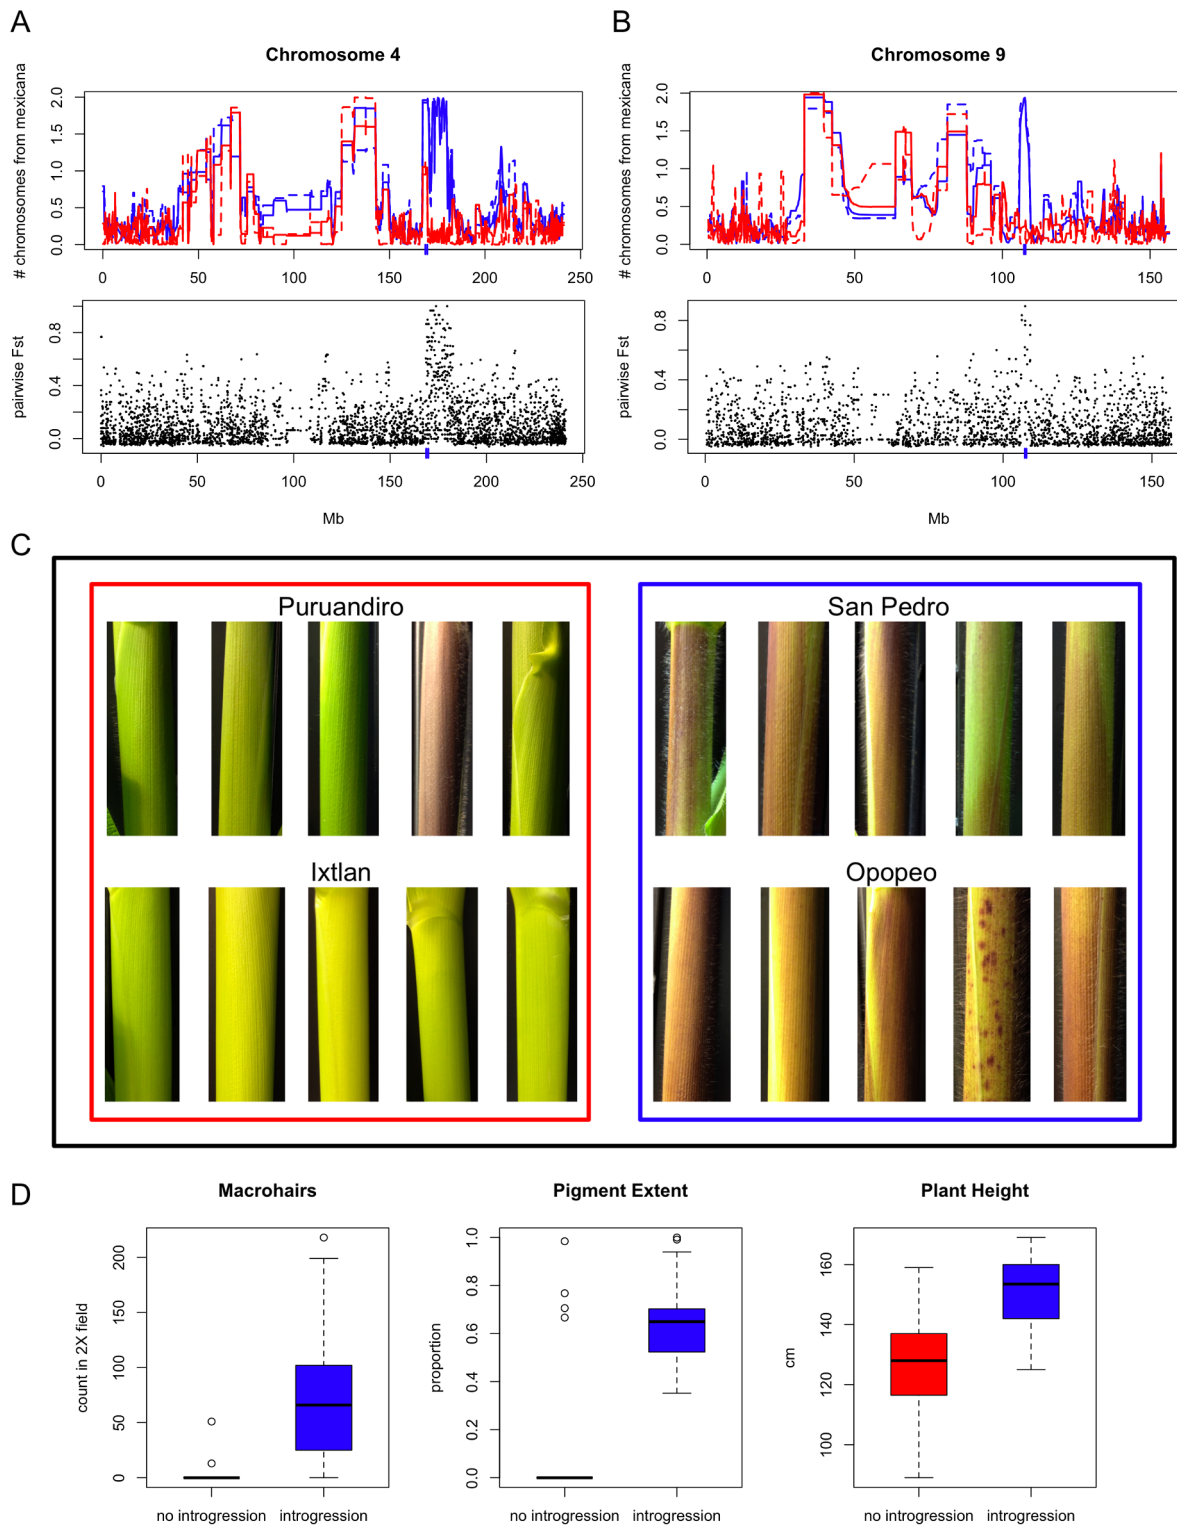 A
B
Chromosome 4
Chromosome 9
# chromosomes from mexicana
0.0 0.5 1.0 1.5 2.0
0 50 100 150 200 250
# chromosomes from mexicana
0.0 0.5 1.0 1.5 2.0
0 50 100 150
pairwise Fst
0.0 0.4 0.8
0 50 100 150 200 250
pairwise Fst
0.0 0.4 0.8
0 50 100 150
Mb
Mb
C
Puruandiro
San Pedro
Ixtlan
Opopeo
D
Macrohairs
Pigment Extent
Plant Height
count in 2X field
0 50 100 150 200
no introgression introgression
proportion
0.0 0.2 0.4 0.6 0.8 1.0
no introgression introgression
cm
100 120 140 160
no introgression introgression